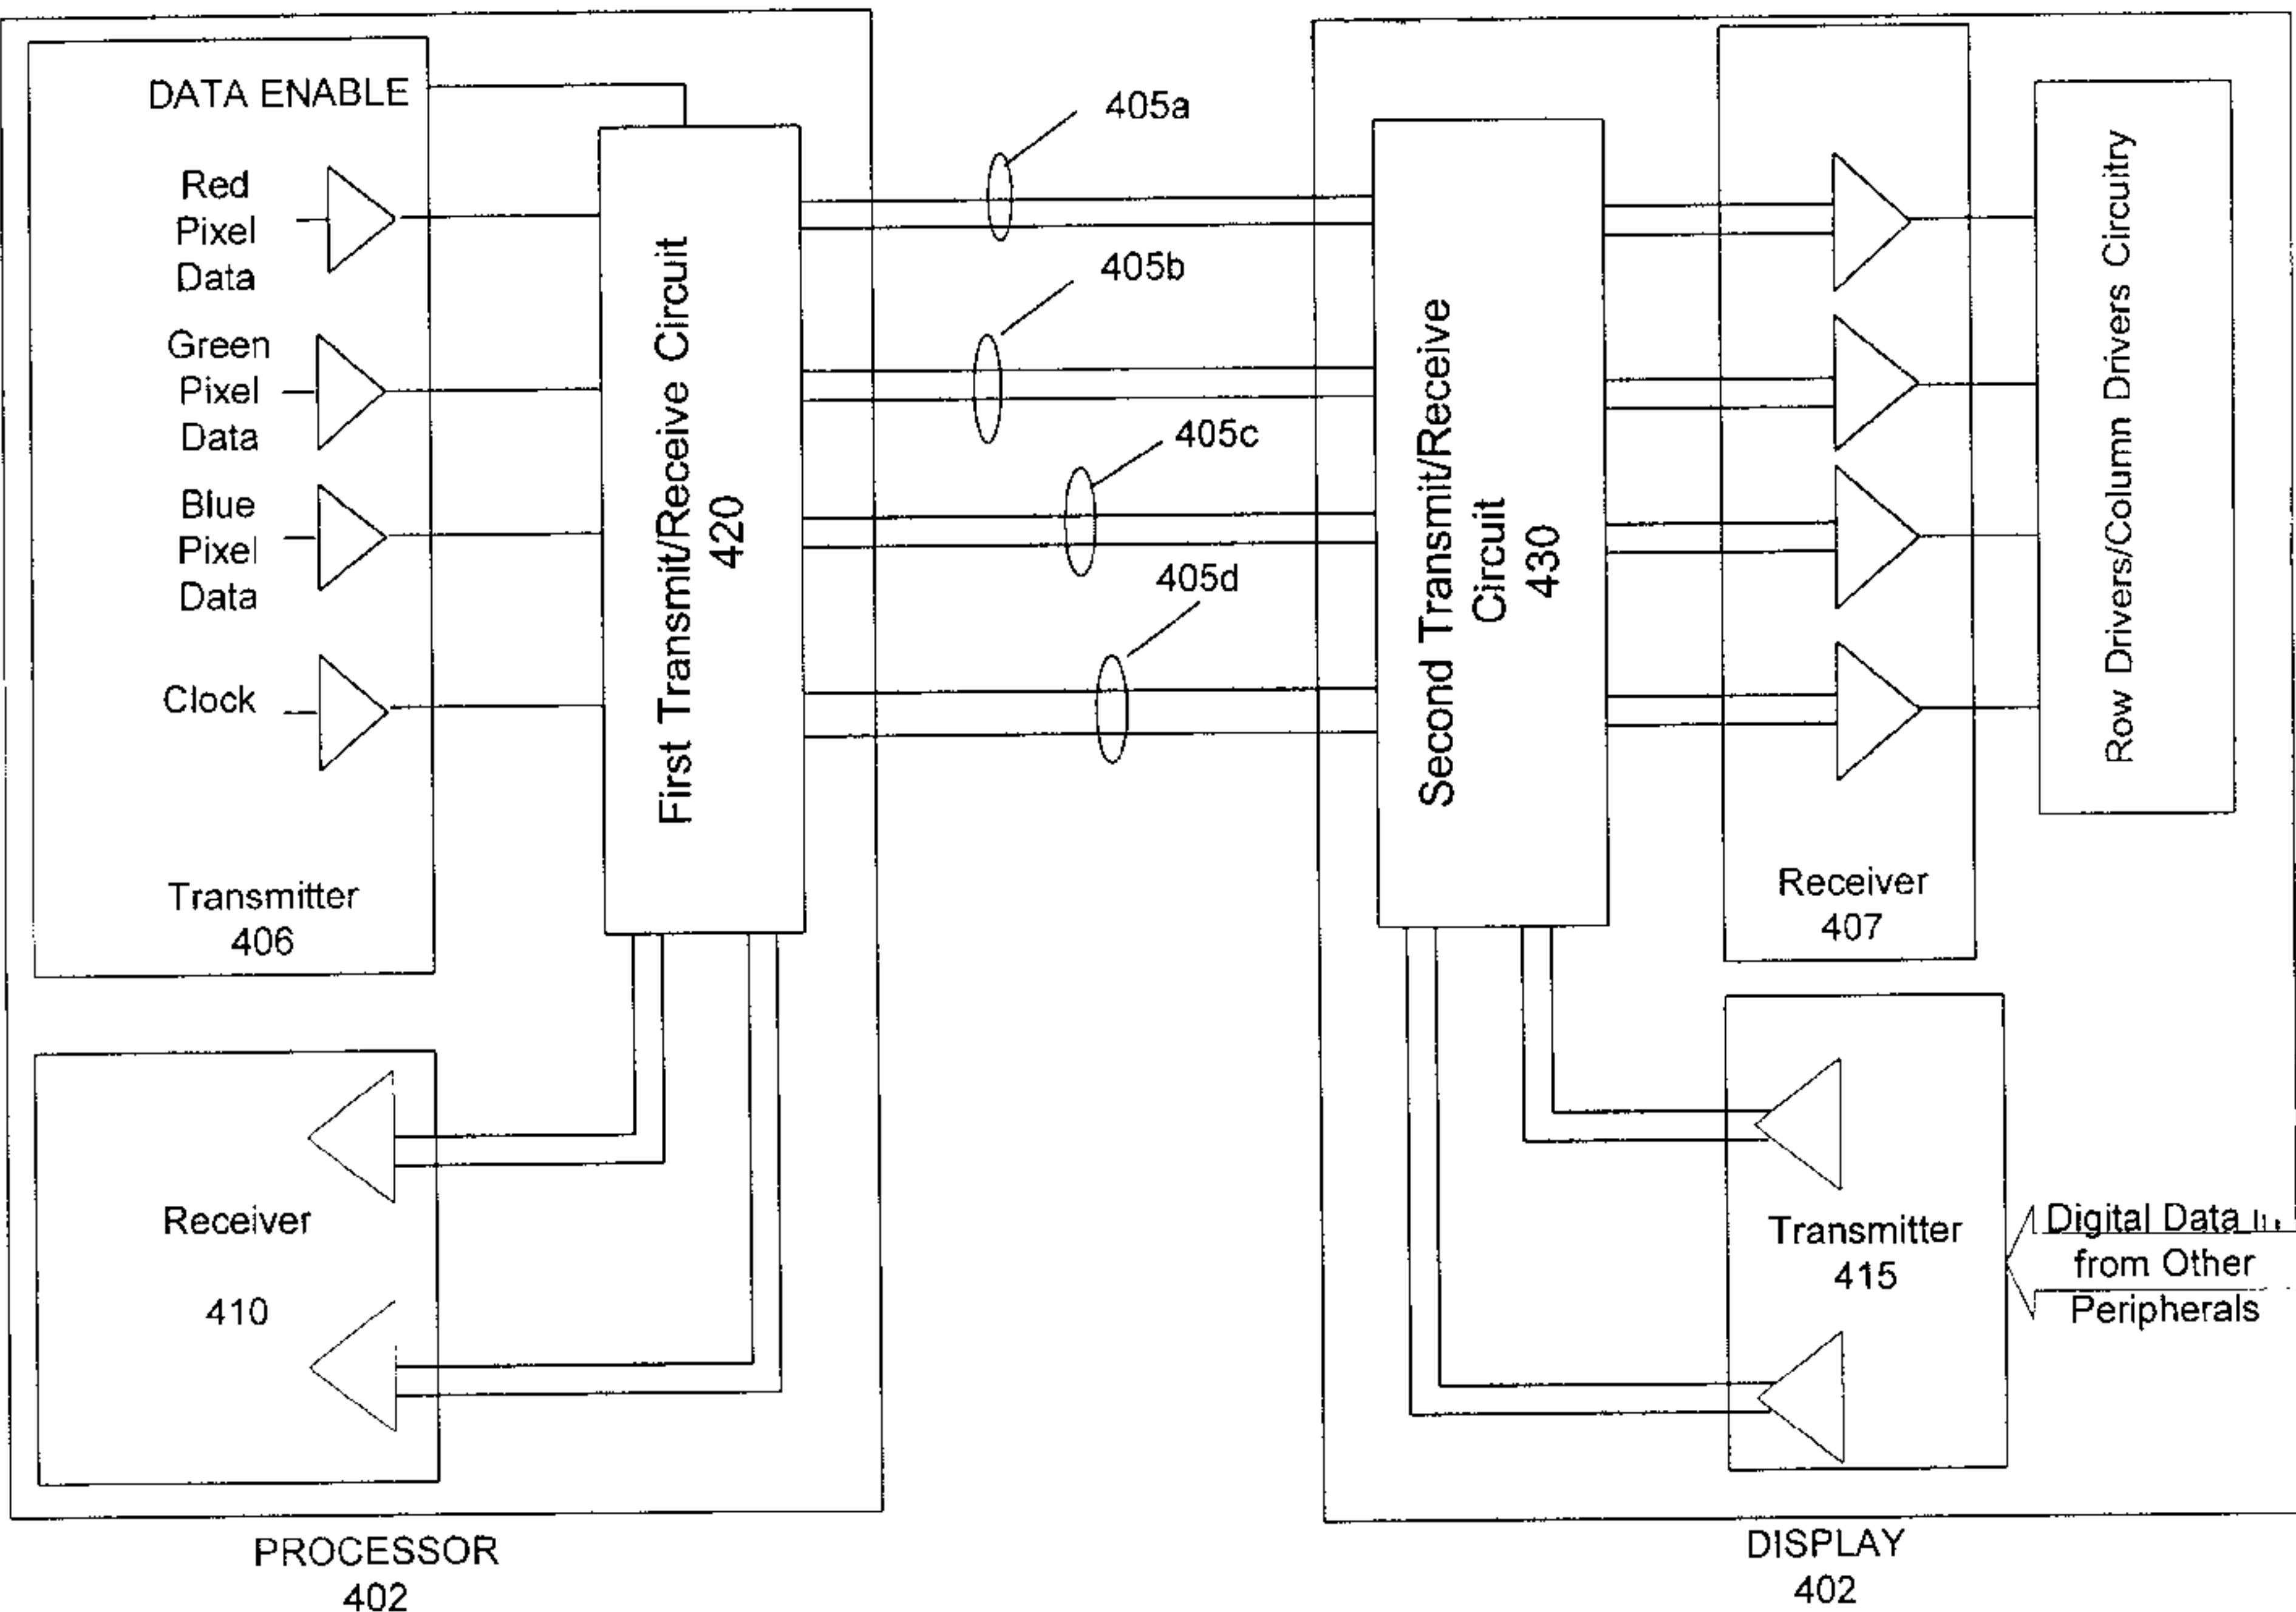 DATA ENABLE
Red
Pixel
Data
Green
Pixel
Data
Blue
Pixel
Data
Clock
Transmitter
406
Receiver
410
First Transmit/Receive Circuit
420
PROCESSOR
402
405a
405b
405c
405d
Second Transmit/Receive
Circuit
430
Receiver
407
Row Drivers/Column Drivers Circuitry
Transmitter
415
Digital Data
from Other
Peripherals
DISPLAY
402